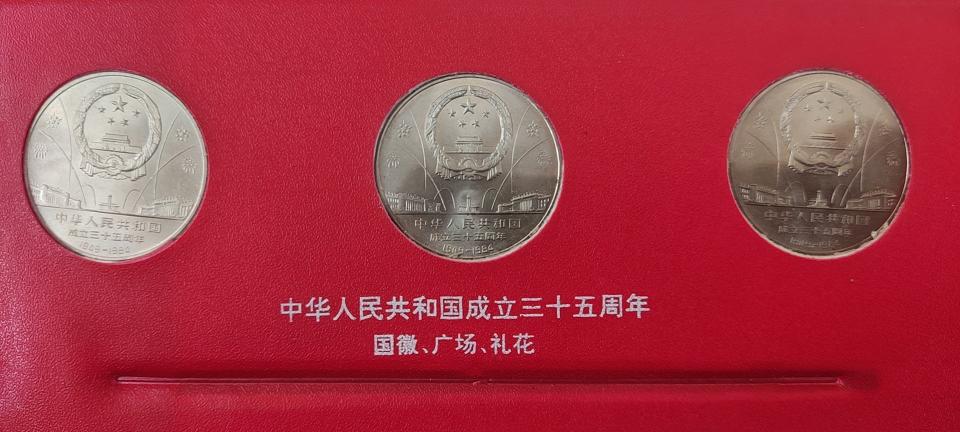 中华人民共和国
成立三十五周年
1949-1984
中华人民共和国
成立三十五周年
1949-1984
中华人民共和国
成立三十五周年
中华人民共和国成立三十五周年
国徽、广场、礼花